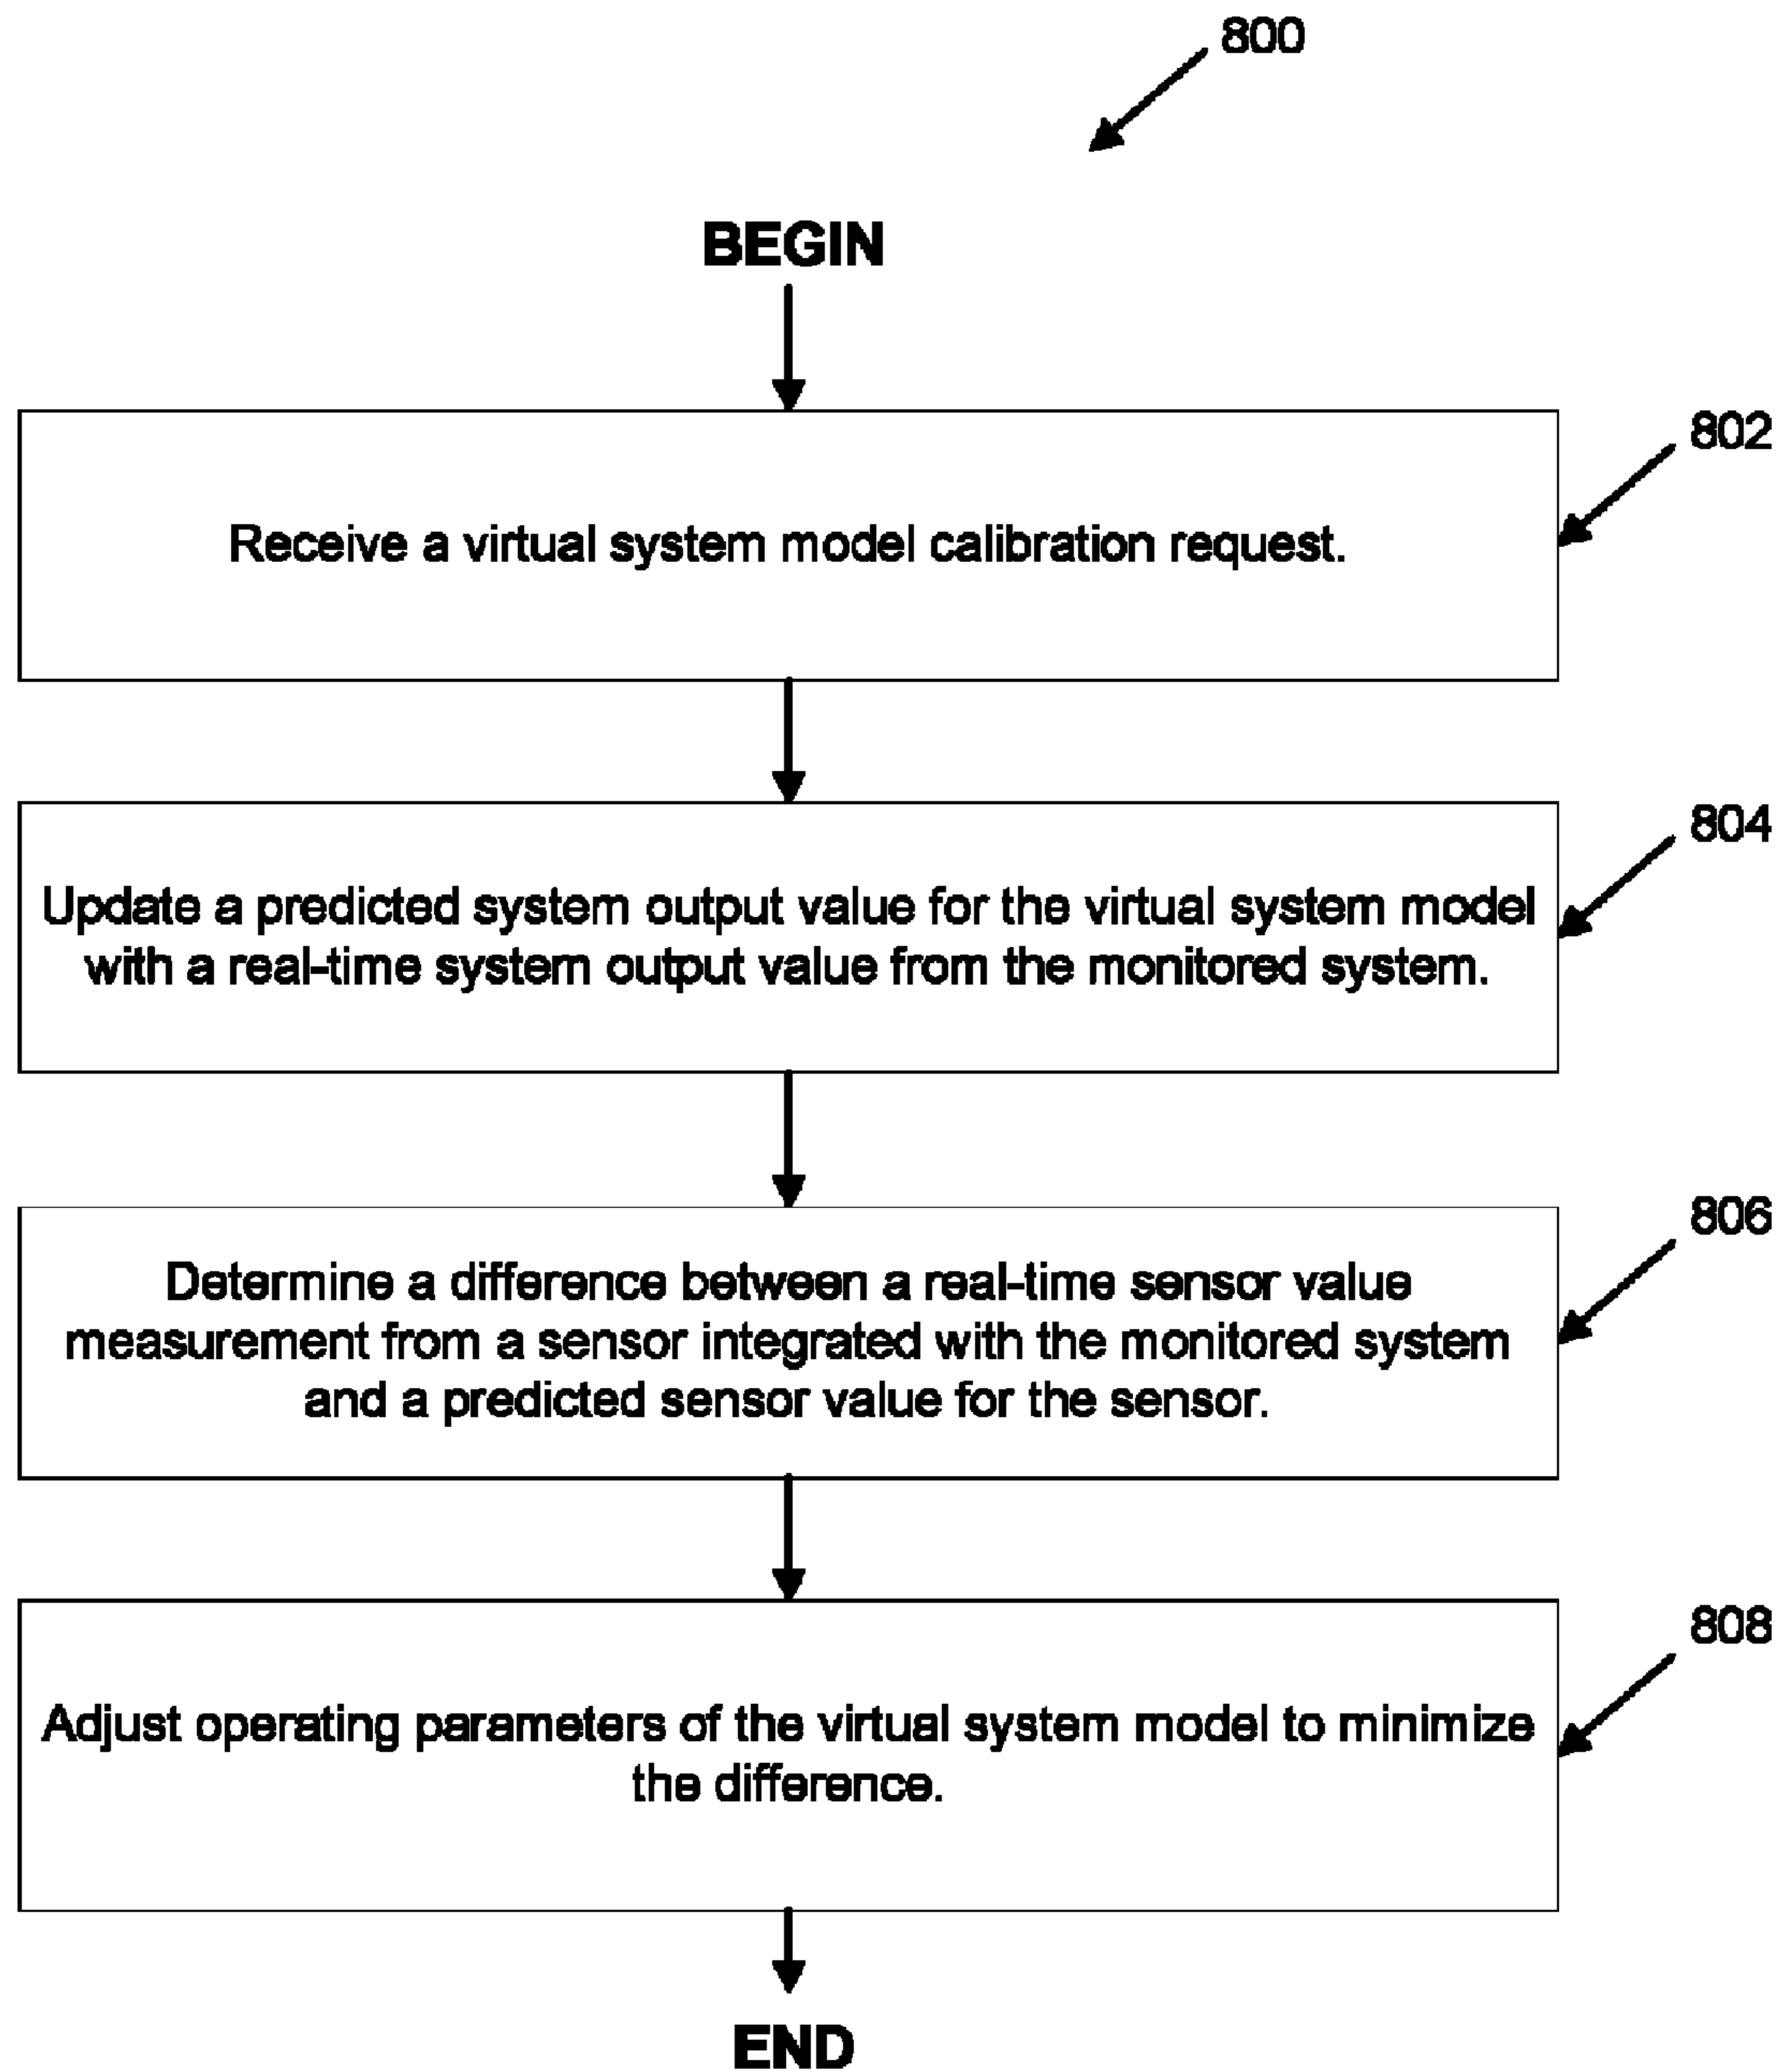 800
BEGIN
802
Receive a virtual system model calibration request.
804
Update a predicted system output value for the virtual system model
with a real-time system output value from the monitored system.
806
Determine a difference between a real-time sensor value
measurement from a sensor integrated with the monitored system
and a predicted sensor value for the sensor.
808
Adjust operating parameters of the virtual system model to minimize
the difference.
END